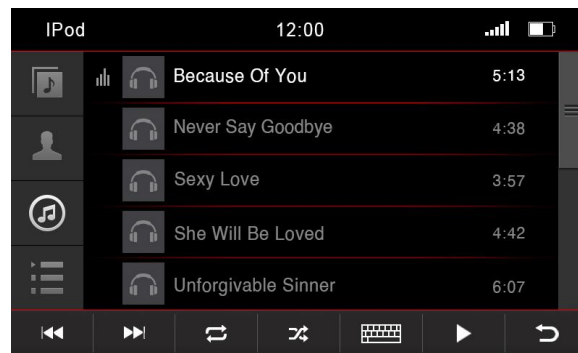 IPod 12:00
Because Of You 5:13
Never Say Goodbye 4:38
Sexy Love 3:57
She Will Be Loved 4:42
Unforgivable Sinner 6:07